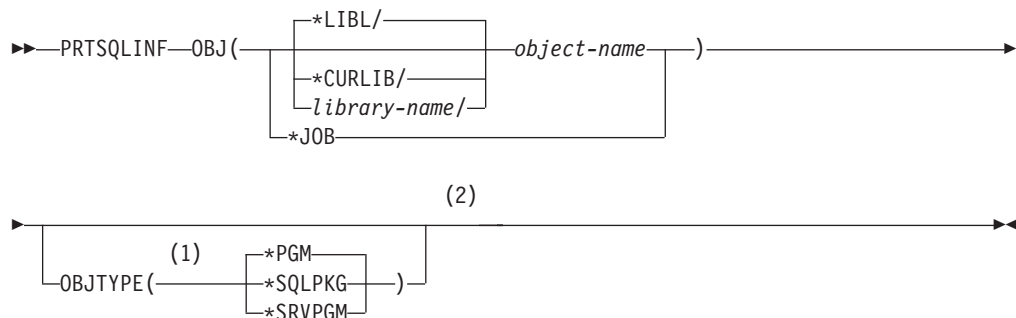 *LIBL/
PRTSQLINF OBJ( object-name )
*CURLIB/
library-name/
*JOB
(2)
(1) *PGM
OBJTYPE( *SQLPKG )
*SRVPGM